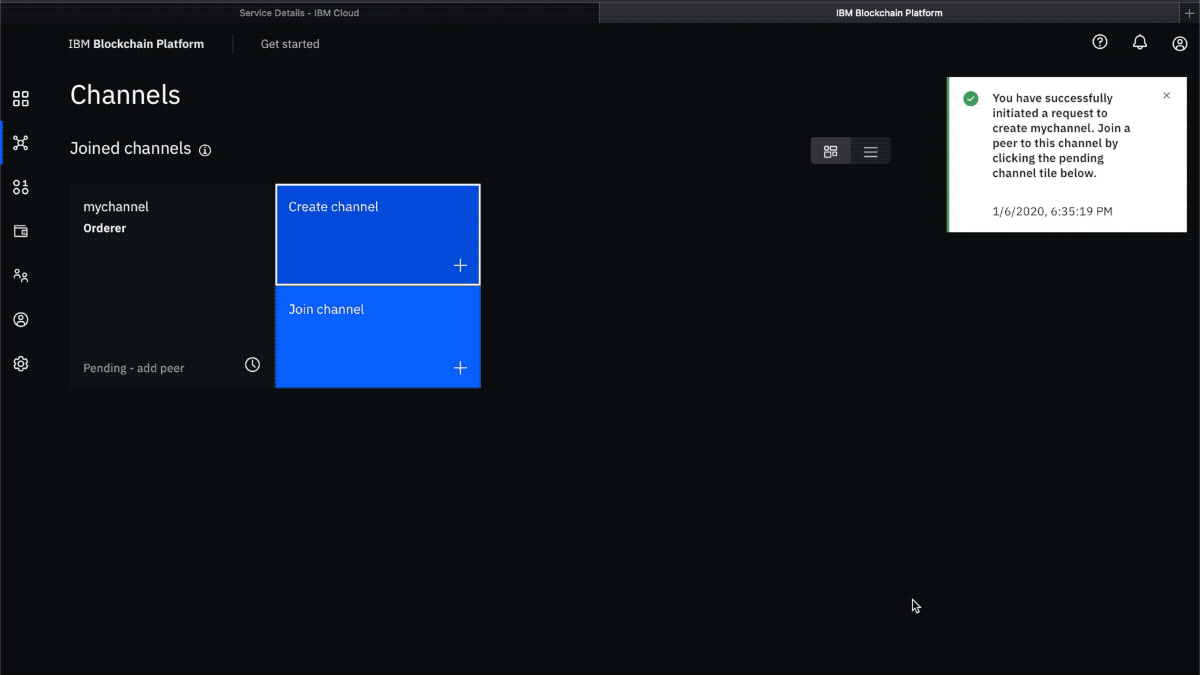 Service Details - IBM Cloud
IBM Blockchain Platform
IBM Blockchain Platform
Get started
Channels
Joined channels
mychannel
Orderer
Pending - add peer
Create channel
Join channel
You have successfully
initiated a request to
create mychannel. Join a
peer to this channel by
clicking the pending
channel tile below.
1/6/2020, 6:35:19 PM